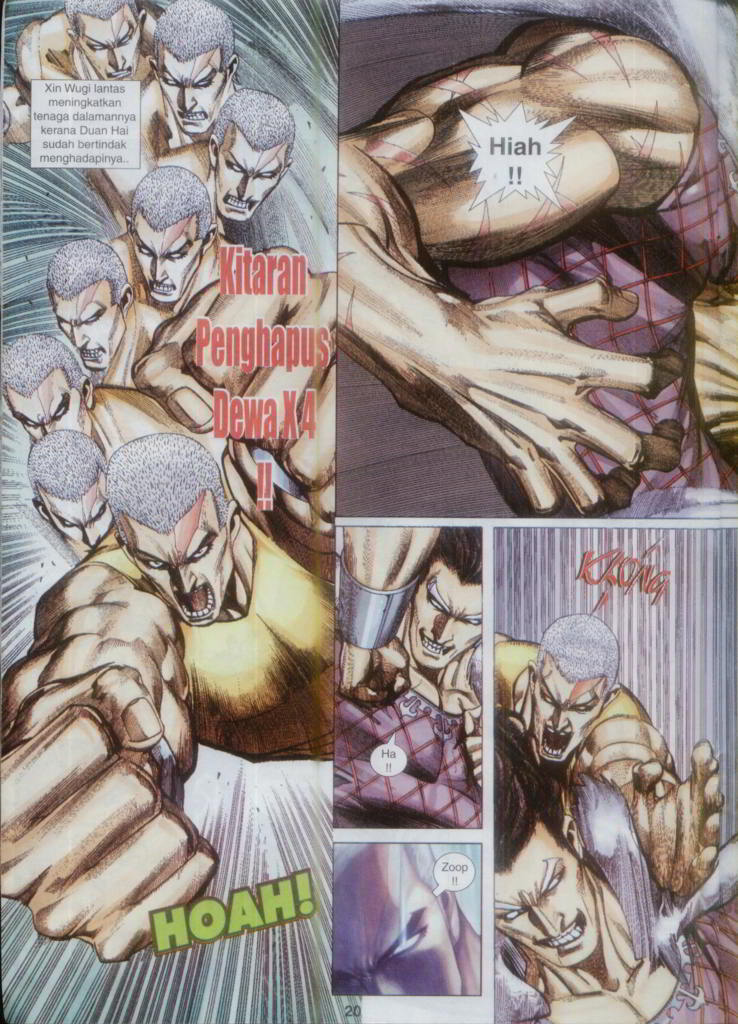 Xin Wugi lantas
meningkatkan
tenaga dalamannya
kerana Duan Hai
sudah bertindak
menghadapinya..
Kitaran
Penghapus
Dewa X 4
!!
HOAH!
Hiah
!!
Ha
!!
Zoop
!!
KLONG
20